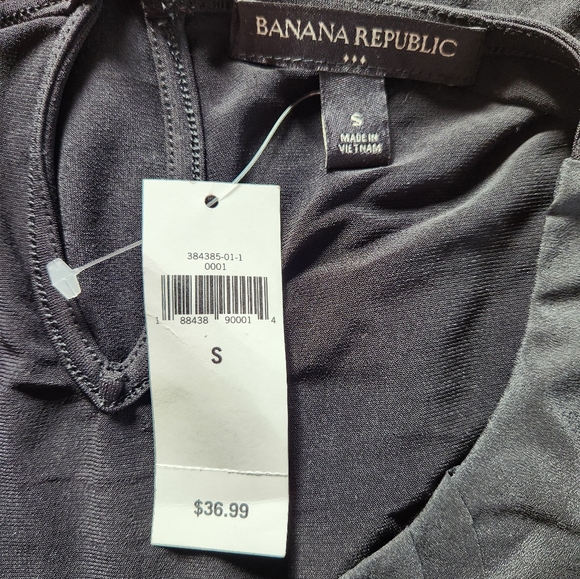 BANANA REPUBLIC
S
MADE IN
VIETNAM
384385-01-1
0001
1 88438 90001 4
S
$36.99